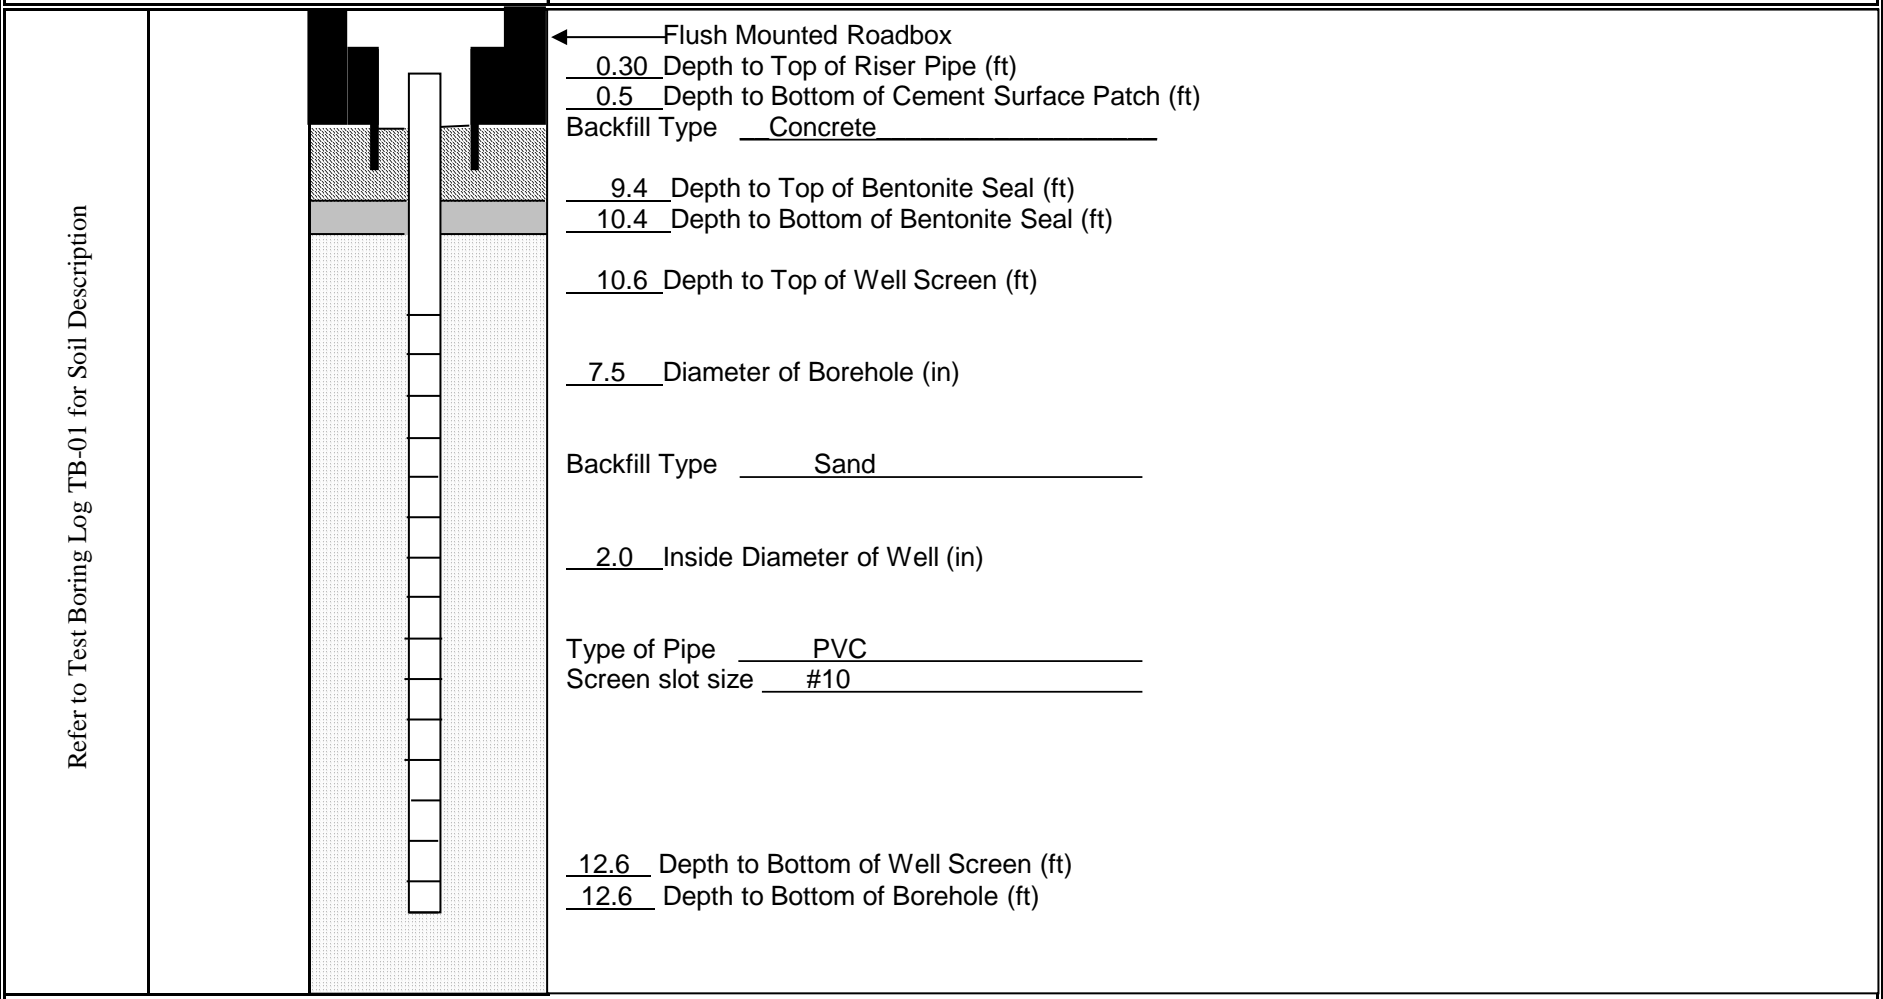 Refer to Test Boring Log TB-01 for Soil Description
Flush Mounted Roadbox
0.30 Depth to Top of Riser Pipe (ft)
0.5 Depth to Bottom of Cement Surface Patch (ft)
Backfill Type Concrete
9.4 Depth to Top of Bentonite Seal (ft)
10.4 Depth to Bottom of Bentonite Seal (ft)
10.6 Depth to Top of Well Screen (ft)
7.5 Diameter of Borehole (in)
Backfill Type Sand
2.0 Inside Diameter of Well (in)
Type of Pipe PVC
Screen slot size #10
12.6 Depth to Bottom of Well Screen (ft)
12.6 Depth to Bottom of Borehole (ft)